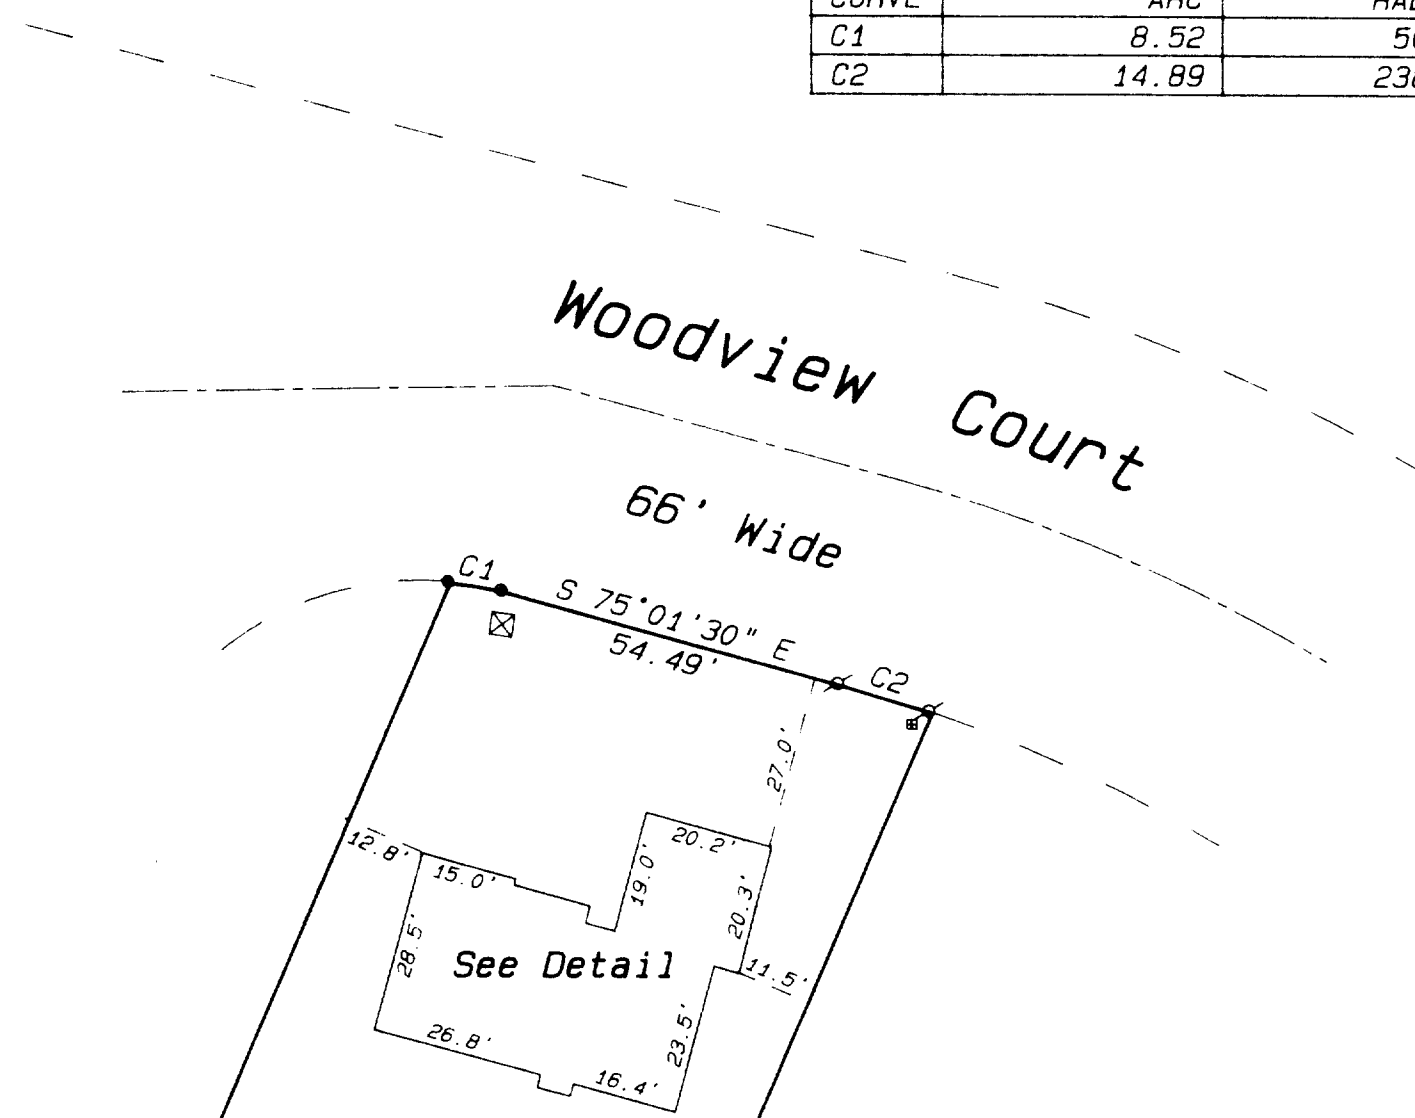 CURVE ARC
C1 8.52
C2 14.89
Woodview Court
66' Wide
C1
S 75°01'30" E
54.49'
C2
27.0'
20.2'
19.0'
12.8'
15.0'
20.3'
28.5'
See Detail
11.5'
26.8'
23.5'
16.4'